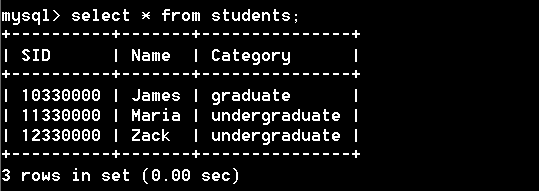 mysql> select * from students;
+----------+-------+---------------+
| SID      | Name  | Category      |
+----------+-------+---------------+
| 10330000 | James | graduate      |
| 11330000 | Maria | undergraduate |
| 12330000 | Zack  | undergraduate |
+----------+-------+---------------+
3 rows in set (0.00 sec)